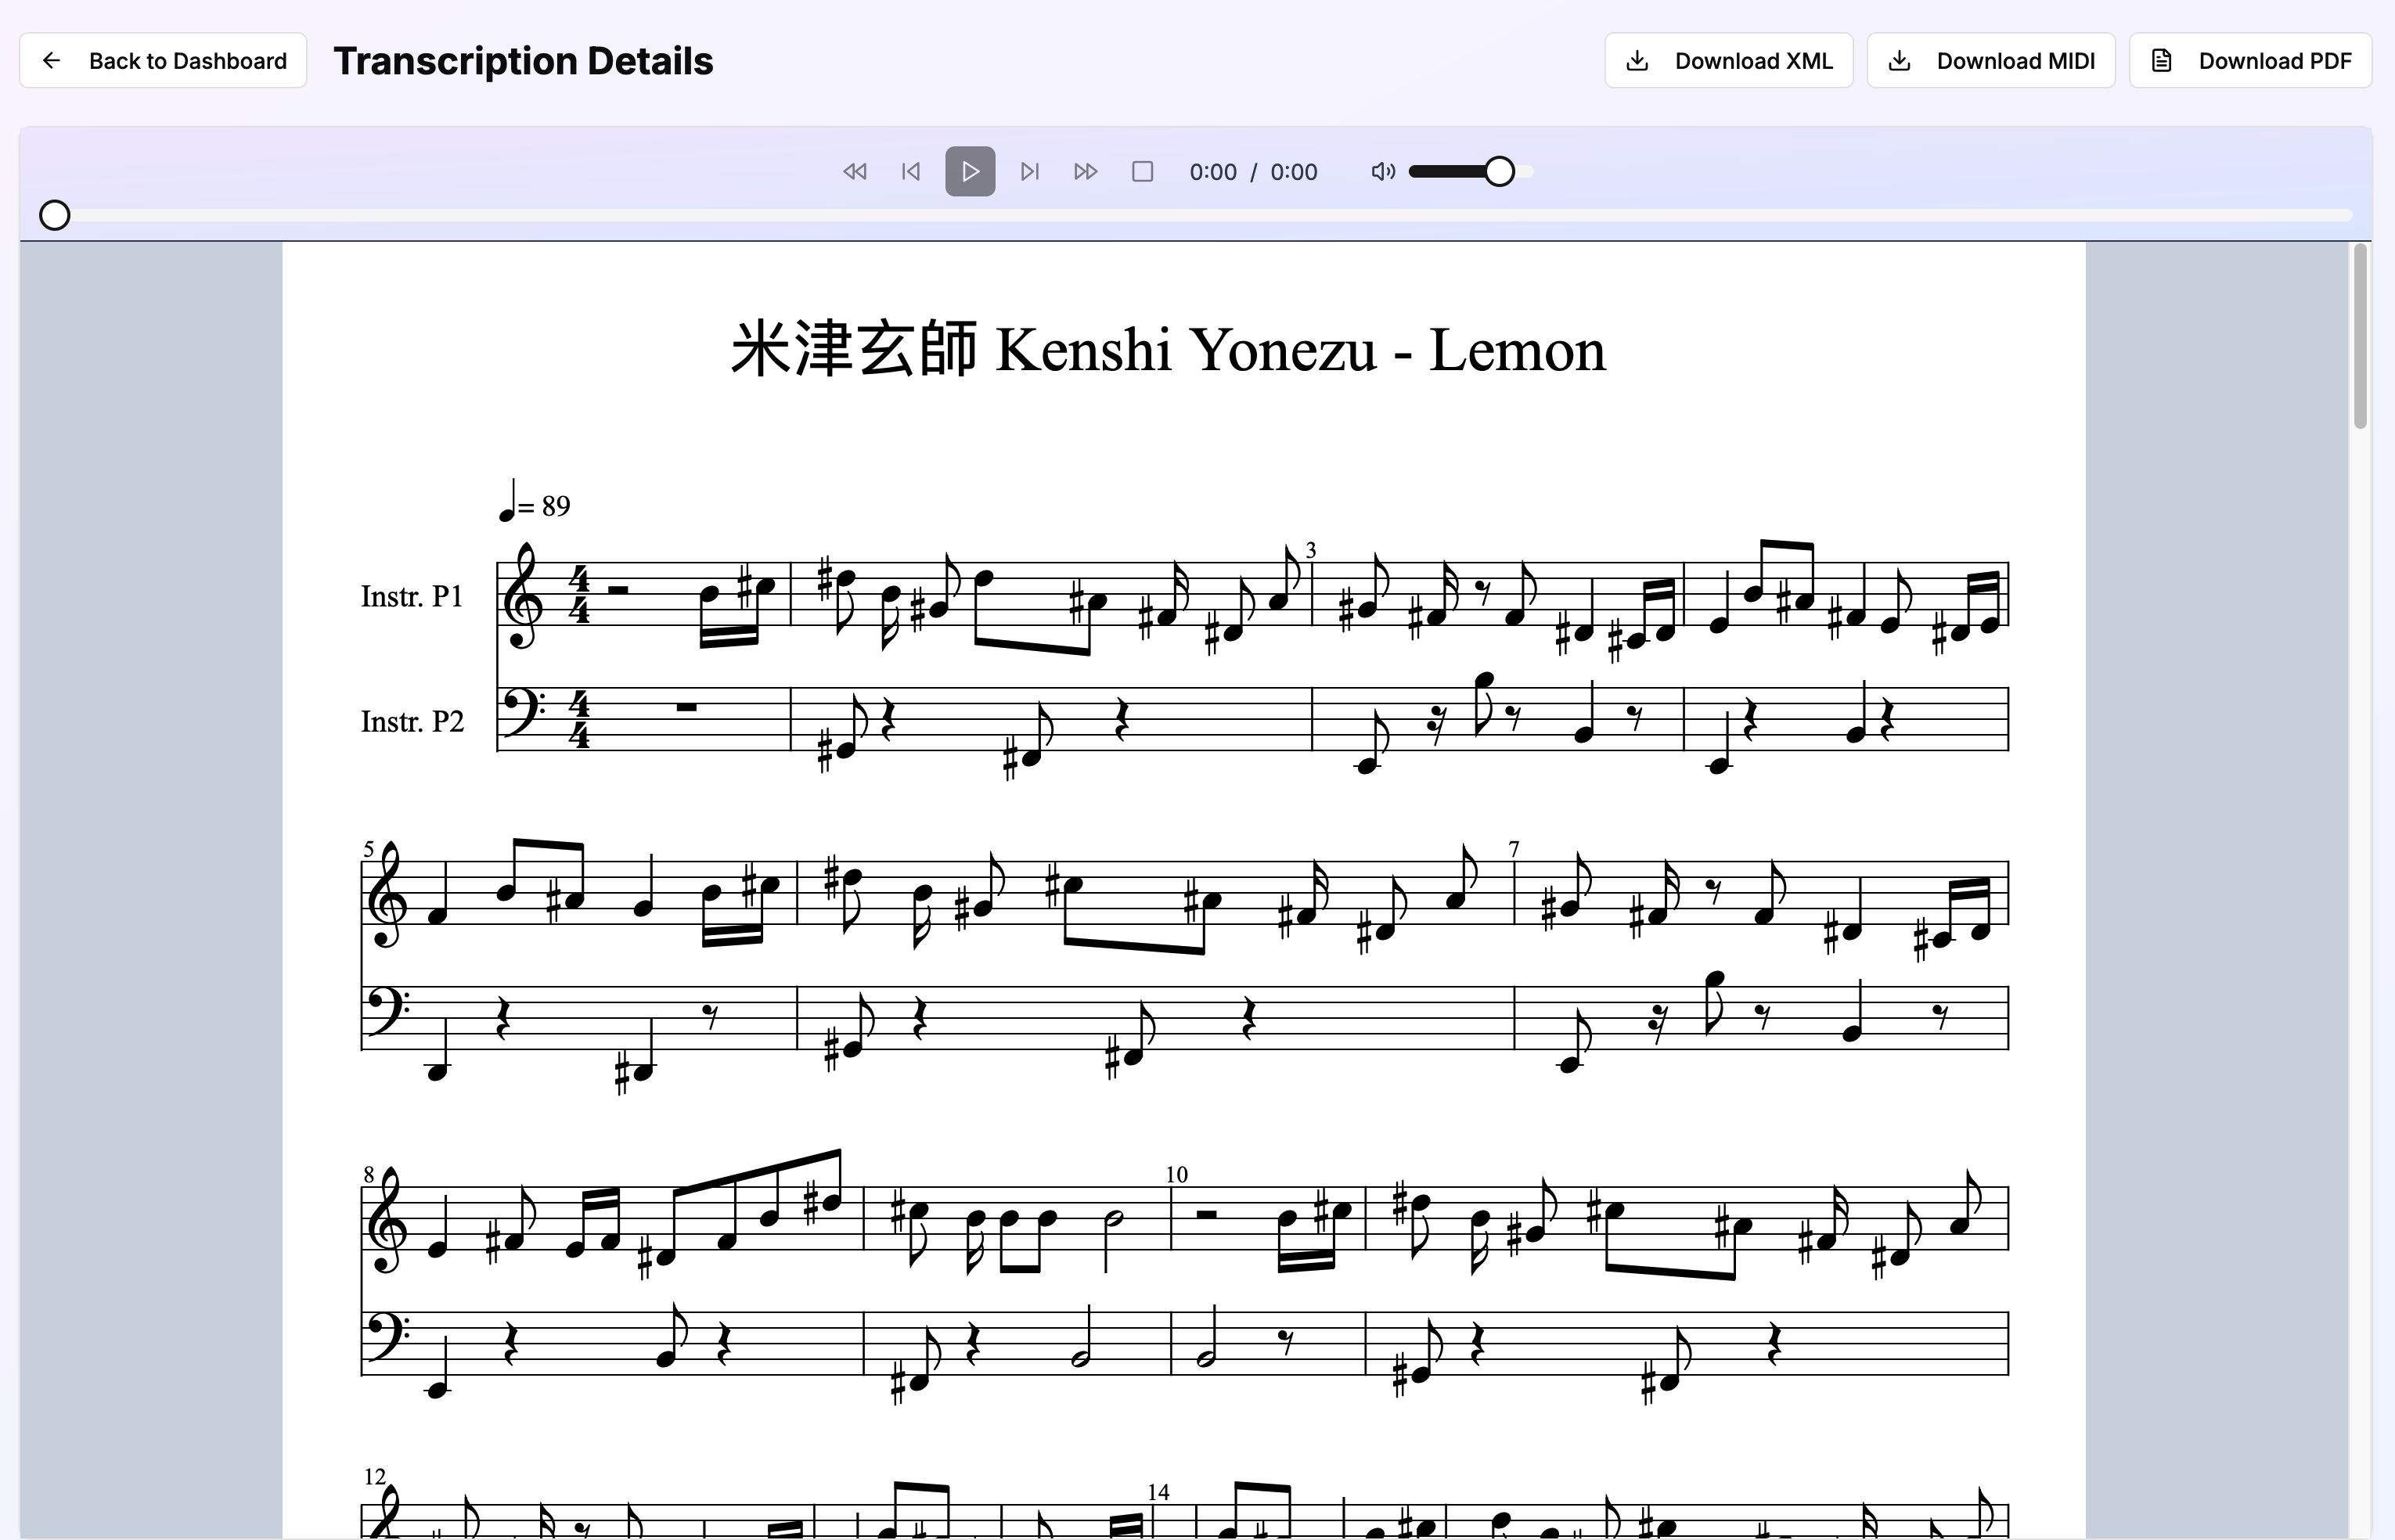 Back to Dashboard
Transcription Details
Download XML
Download MIDI
Download PDF
0:00 / 0:00
米津玄師 Kenshi Yonezu - Lemon
= 89
3
Instr. P1
4
4
Instr. P2
4
4
5
7
8
10
12
14